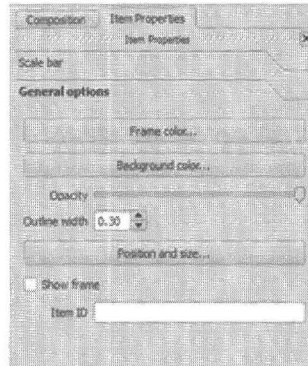 Composition Item Properties
Item Properties
Scale bar
General options
Frame color...
Background color...
Opacity
Outline width 0.30
Position and size...
Show frame
Item ID